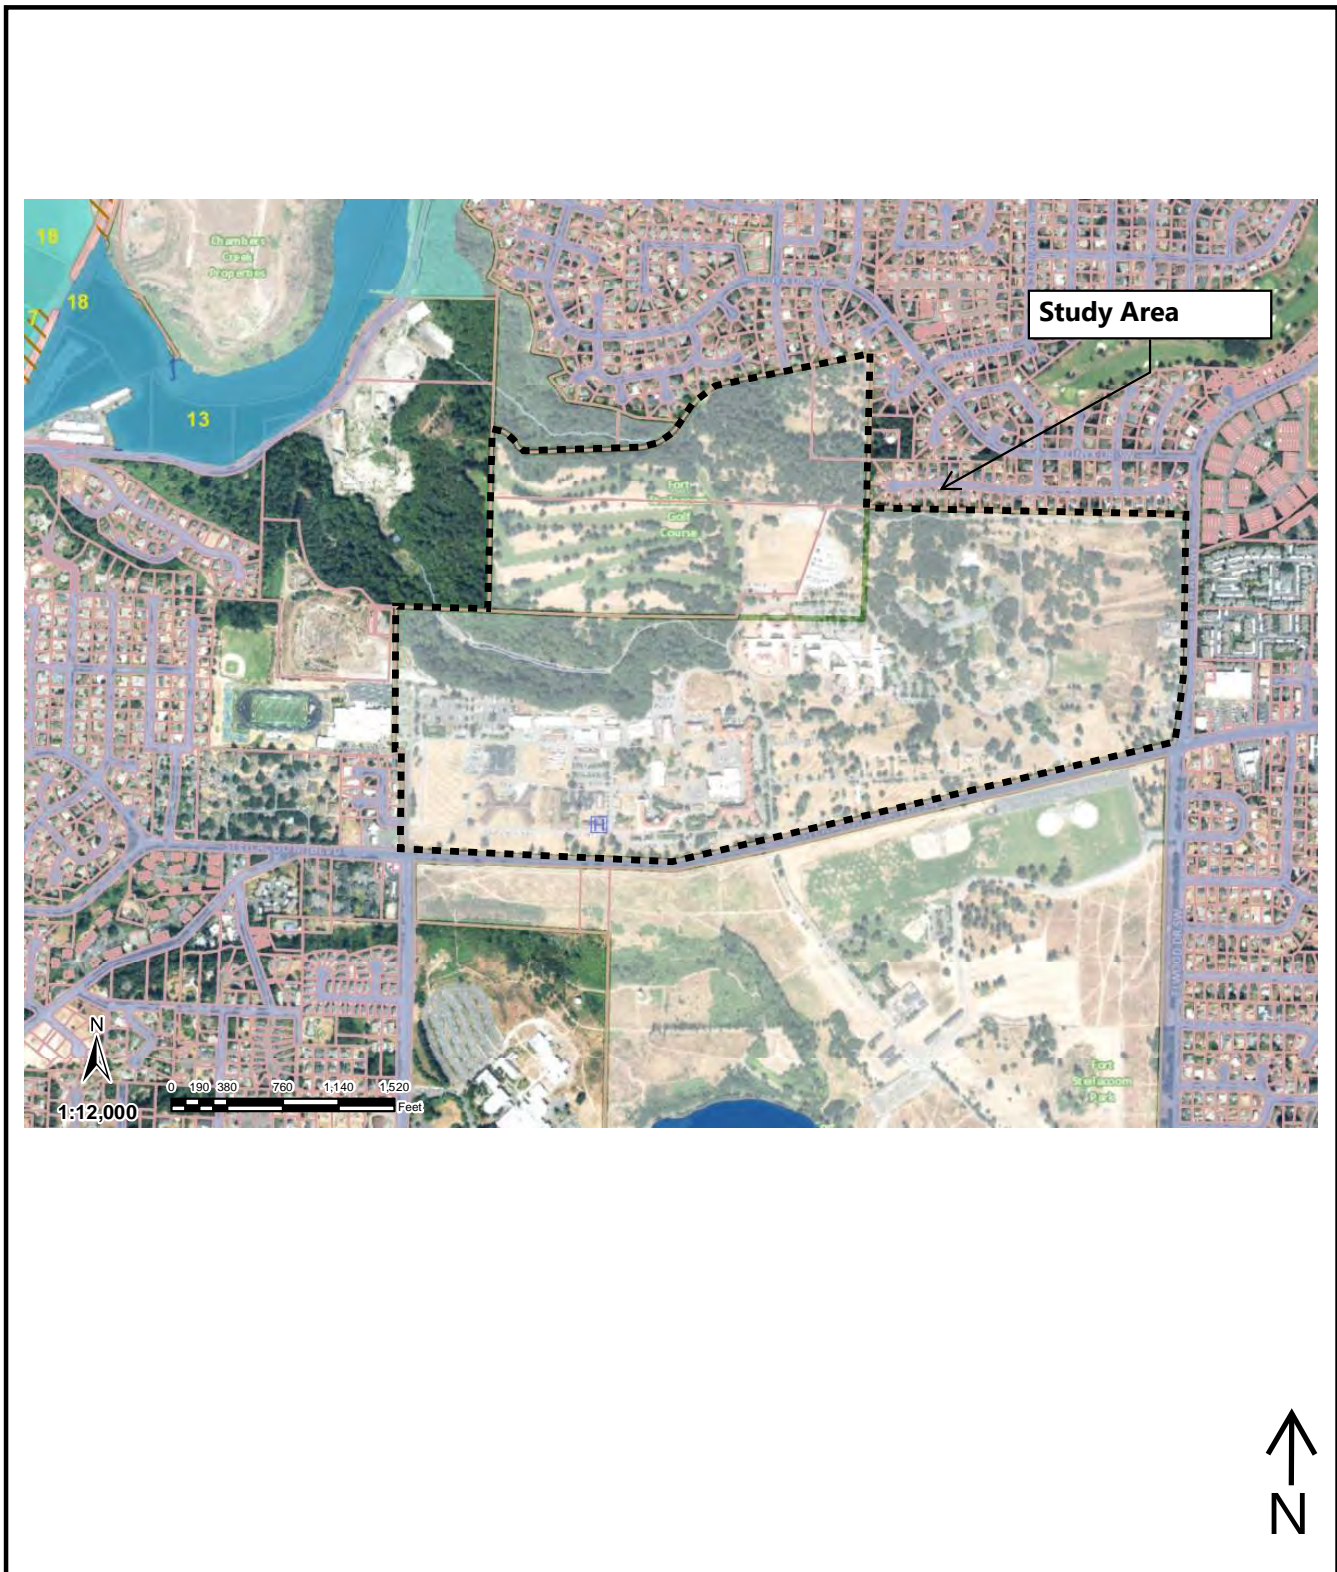 16
Chambers
Creek
Properties
18
7
Study Area
13
Fort
Golf
Course
H
N
0 190 380 760 1,140 1,520
Feet
1:12,000
Fort
Steilacoom
Park
N